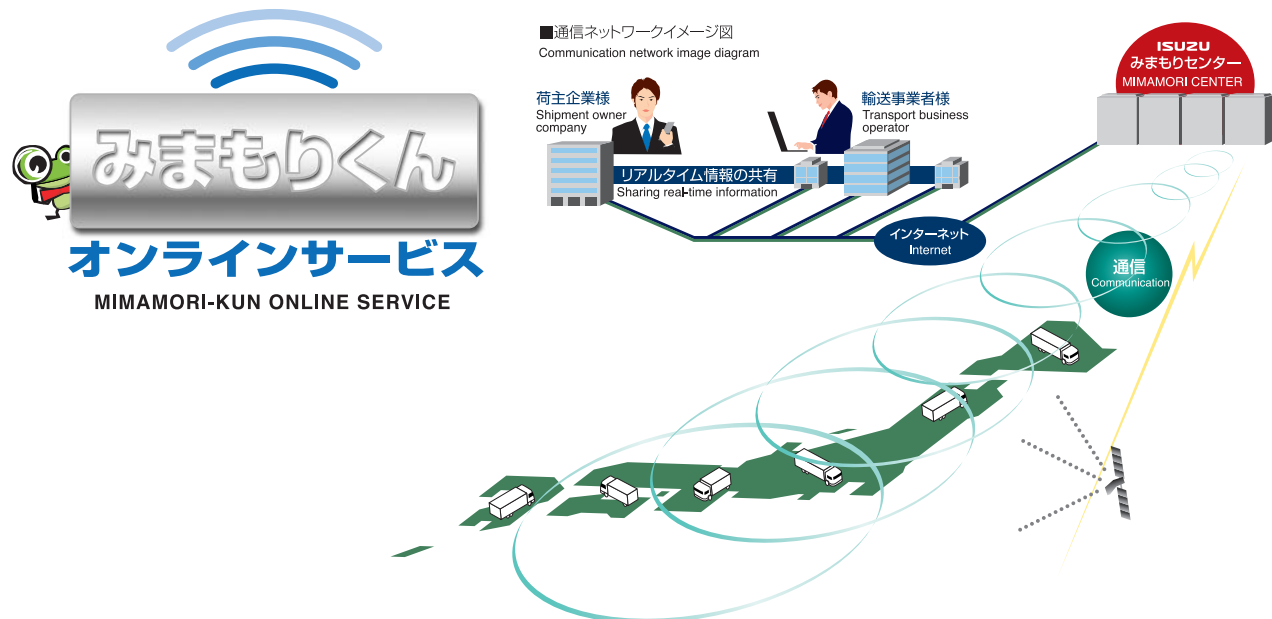 みまもりくん
オンラインサービス
MIMAMORI-KUN ONLINE SERVICE
■通信ネットワークイメージ図
Communication network image diagram
荷主企業様
Shipment owner
company
輸送事業者様
Transport business
operator
リアルタイム情報の共有
Sharing real-time information
インターネット
Internet
ISUZU
みまもりセンター
MIMAMORI CENTER
通信
Communication